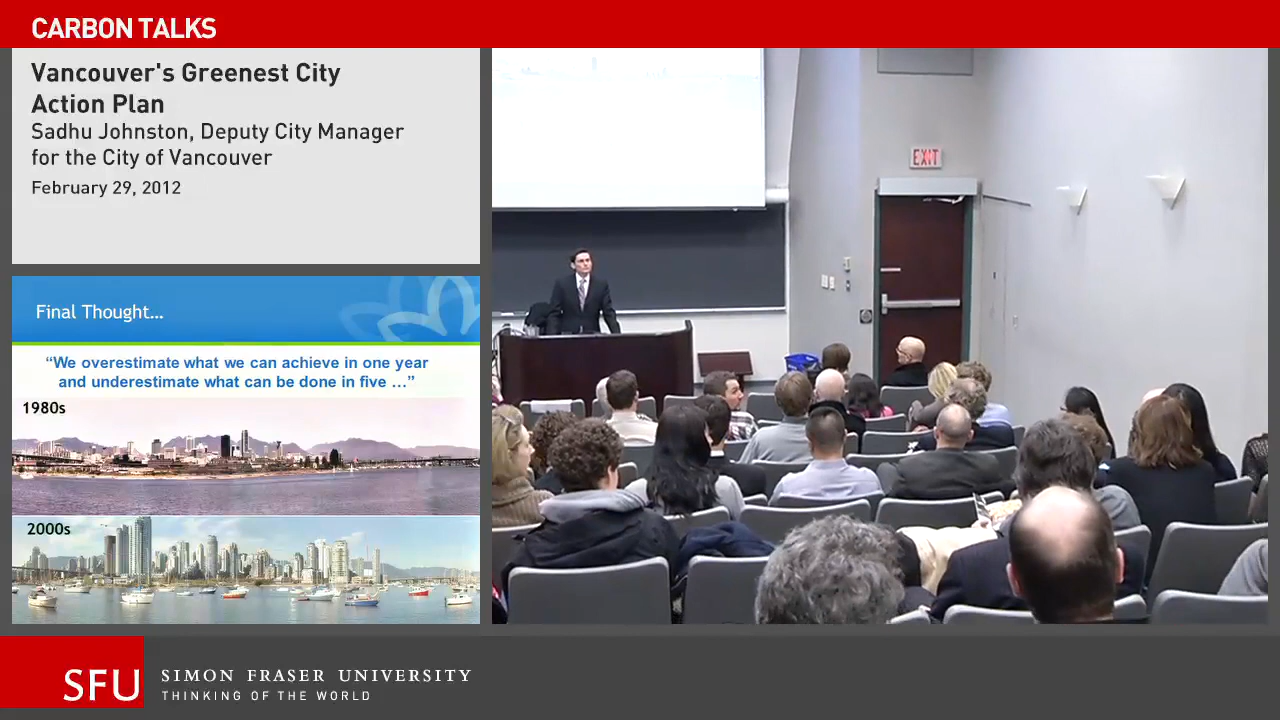 CARBON TALKS
Vancouver's Greenest City
Action Plan
Sadhu Johnston, Deputy City Manager
for the City of Vancouver
February 29, 2012
EXIT
Final Thought...
“We overestimate what we can achieve in one year
and underestimate what can be done in five ...”
1980s
2000s
SFU
SIMON FRASER UNIVERSITY
THINKING OF THE WORLD